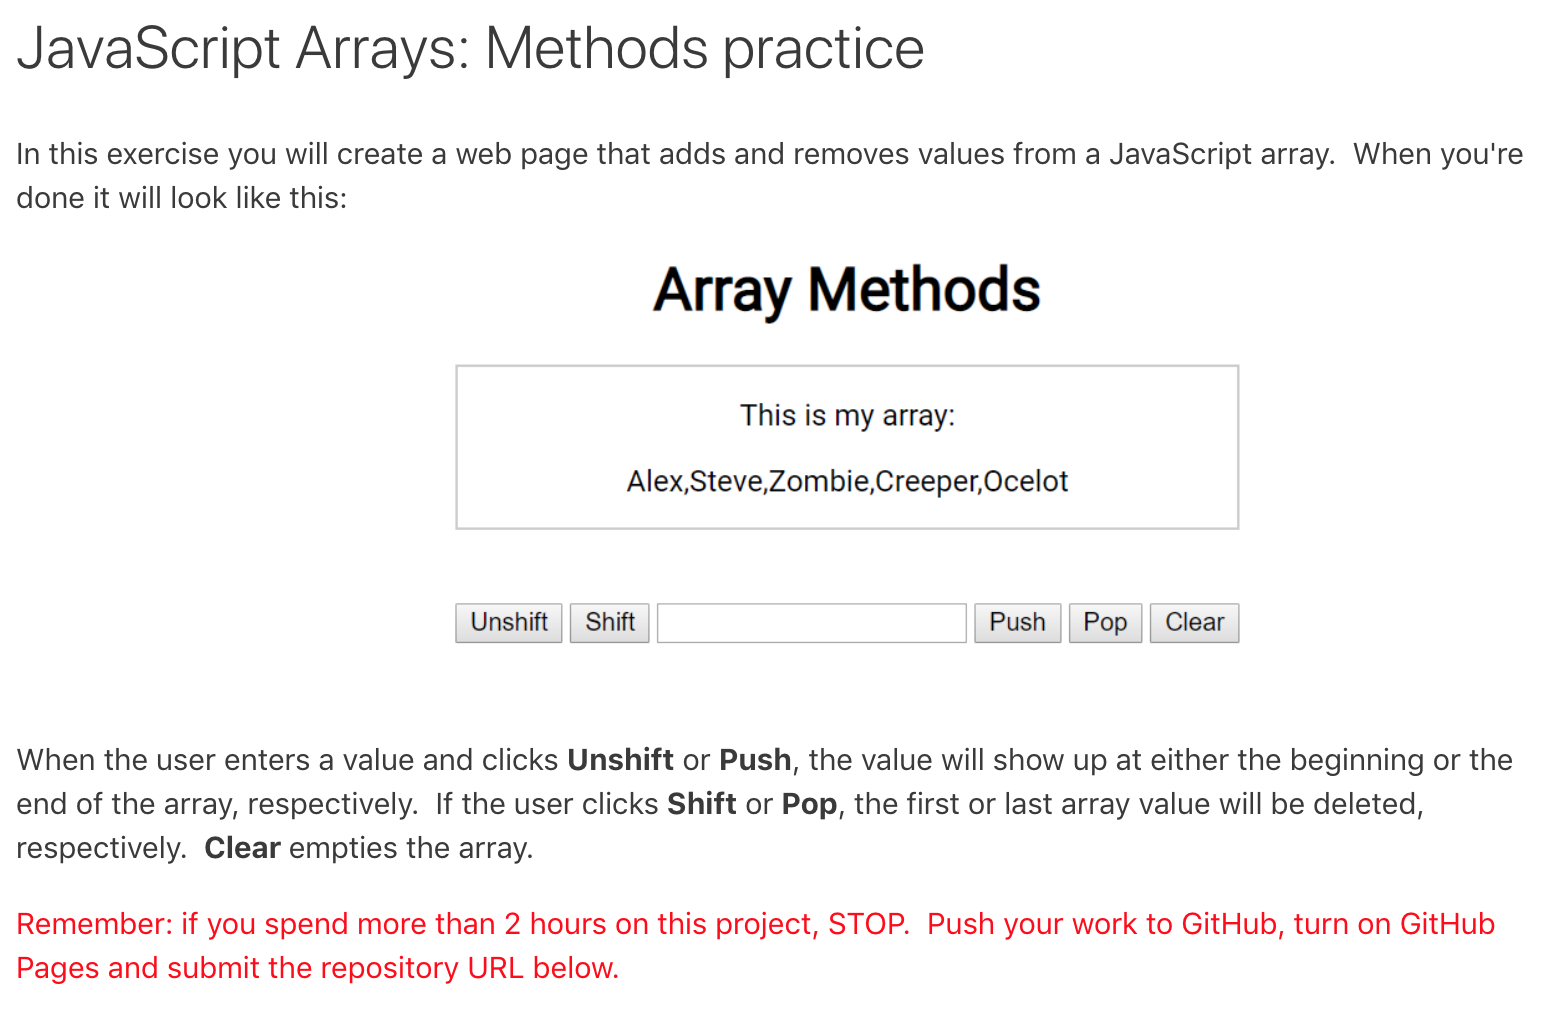 JavaScript Arrays: Methods practice
In this exercise you will create a web page that adds and removes values from a JavaScript array.  When you're
done it will look like this:
Array Methods
This is my array:
Alex,Steve,Zombie,Creeper,Ocelot
Unshift Shift Push Pop Clear
When the user enters a value and clicks Unshift or Push, the value will show up at either the beginning or the
end of the array, respectively.  If the user clicks Shift or Pop, the first or last array value will be deleted,
respectively.  Clear empties the array.
Remember: if you spend more than 2 hours on this project, STOP.  Push your work to GitHub, turn on GitHub
Pages and submit the repository URL below.